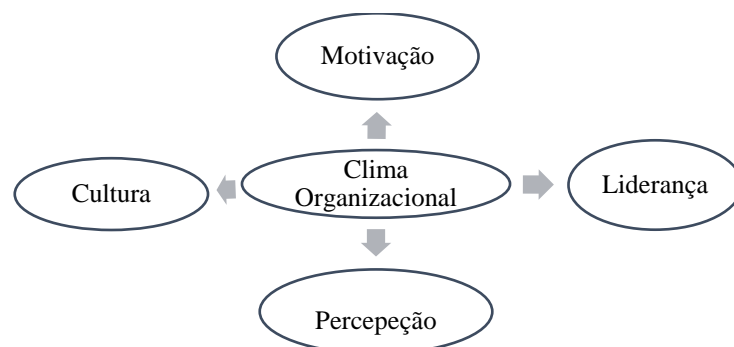 Motivação
Cultura
Clima
Organizacional
Liderança
Percepeção